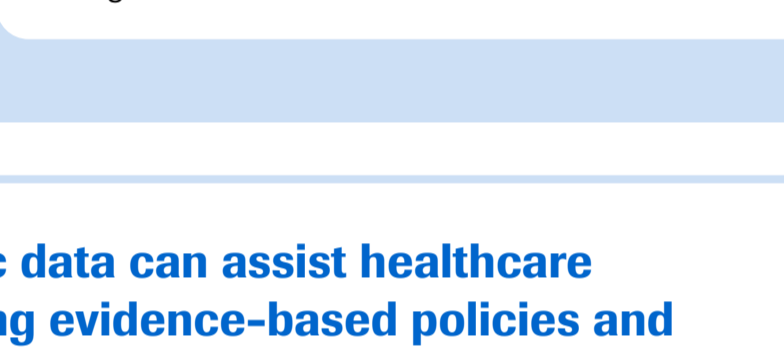 data can assist healthcare
evidence-based policies and